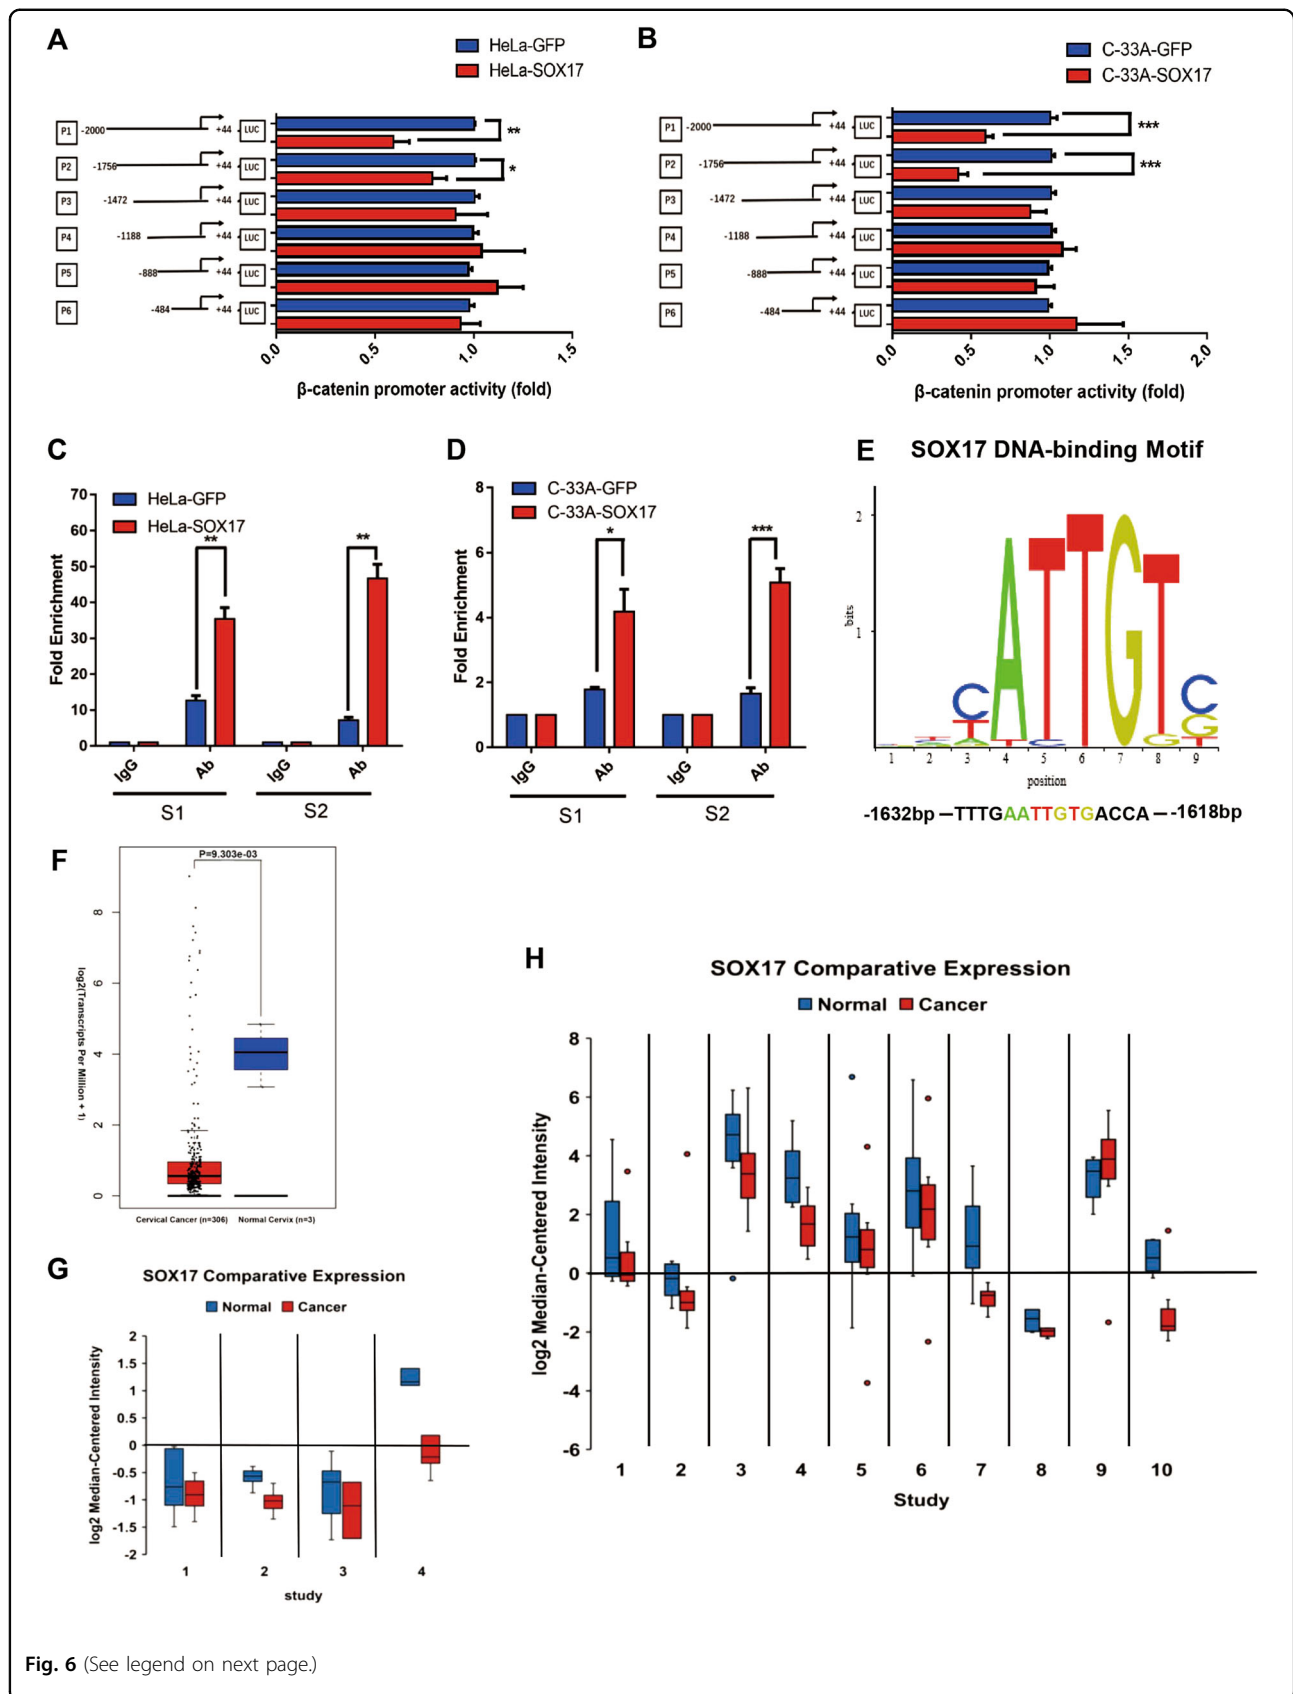 A
HeLa-GFP
HeLa-SOX17
P1 -2000 +44 LUC
**
P2 -1756 +44 LUC
*
P3 -1472 +44 LUC
P4 -1188 +44 LUC
P5 -888 +44 LUC
P6 -484 +44 LUC
0.0 0.5 1.0 1.5
β-catenin promoter activity (fold)
B
C-33A-GFP
C-33A-SOX17
P1 -2000 +44 LUC
***
P2 -1756 +44 LUC
***
P3 -1472 +44 LUC
P4 -1188 +44 LUC
P5 -888 +44 LUC
P6 -484 +44 LUC
0.0 0.5 1.0 1.5 2.0
β-catenin promoter activity (fold)
C
HeLa-GFP
HeLa-SOX17
Fold Enrichment
70
60
50
40
30
20
10
0
** **
IgG Ab IgG Ab
S1 S2
D
C-33A-GFP
C-33A-SOX17
Fold Enrichment
8
6
4
2
0
* ***
IgG Ab IgG Ab
S1 S2
E
SOX17 DNA-binding Motif
bits
2
1
C T A T T G T C G T
1 2 3 4 5 6 7 8 9
position
-1632bp —TTTGAATTGTGACCA— -1618bp
F
P=9.303e-03
log2(Transcripts Per Million + 1)
8
6
4
2
0
Cervical Cancer (n=306) Normal Cervix (n=3)
G
SOX17 Comparative Expression
Normal Cancer
log2 Median-Centered Intensity
2
1.5
1
0.5
0
-0.5
-1
-1.5
-2
1 2 3 4
study
H
SOX17 Comparative Expression
Normal Cancer
log2 Median-Centered Intensity
8
6
4
2
0
-2
-4
-6
1 2 3 4 5 6 7 8 9 10
Study
Fig. 6 (See legend on next page.)